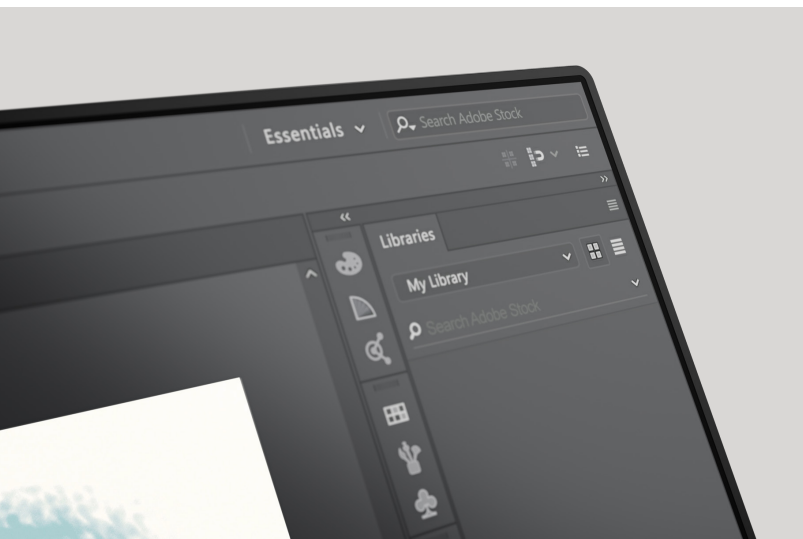 Essentials
Search Adobe Stock
Libraries
My Library
Search Adobe Stock